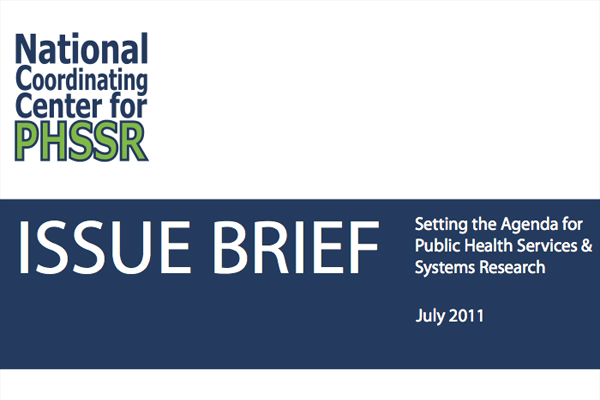 National
Coordinating
Center for
PHSSR
ISSUE BRIEF
Setting the Agenda for
Public Health Services &
Systems Research
July 2011